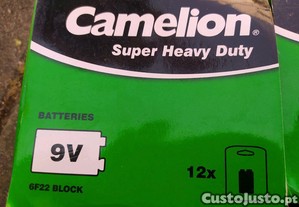 Camelion®
Super Heavy Duty
BATTERIES
9V
6F22 BLOCK
12x
CustoJusto.pt